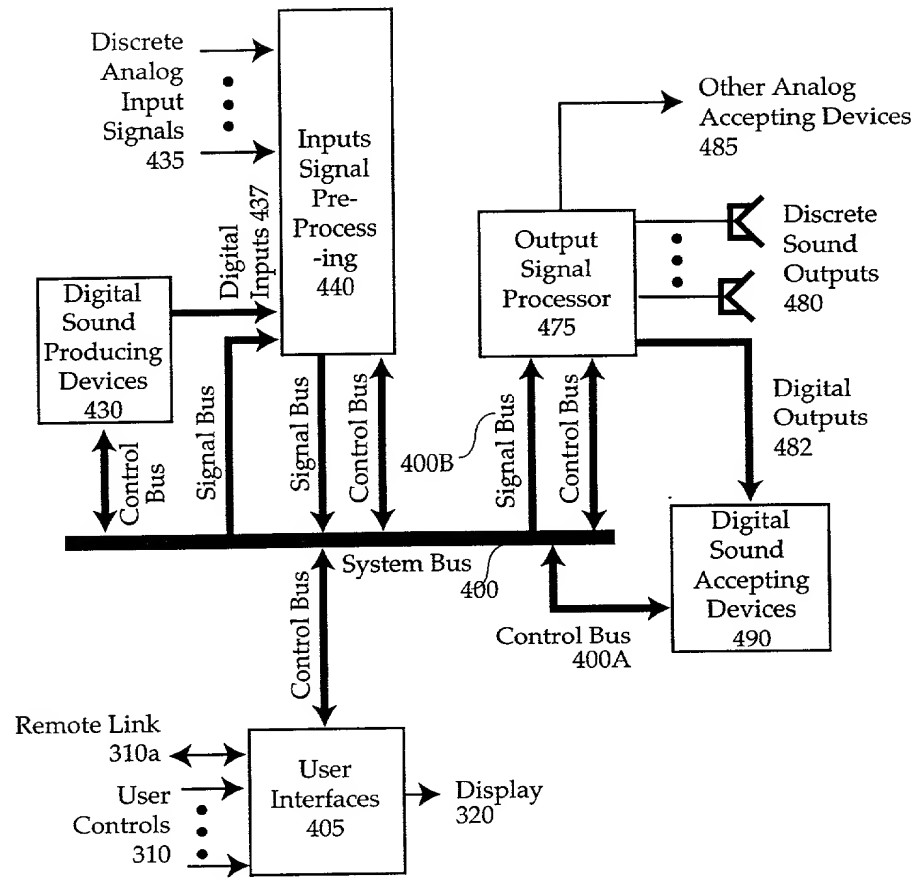 Discrete
Analog
Input
Signals
435
Inputs
Signal
Pre-
Process
-ing
440
Digital
Inputs 437
Other Analog
Accepting Devices
485
Output
Signal
Processor
475
Discrete
Sound
Outputs
480
Digital
Sound
Producing
Devices
430
Digital
Outputs
482
Control
Bus
Signal Bus
Signal Bus
Control Bus
400B
Signal Bus
Control Bus
System Bus
400
Digital
Sound
Accepting
Devices
490
Control Bus
400A
Control Bus
Remote Link
310a
User
Controls
310
User
Interfaces
405
Display
320